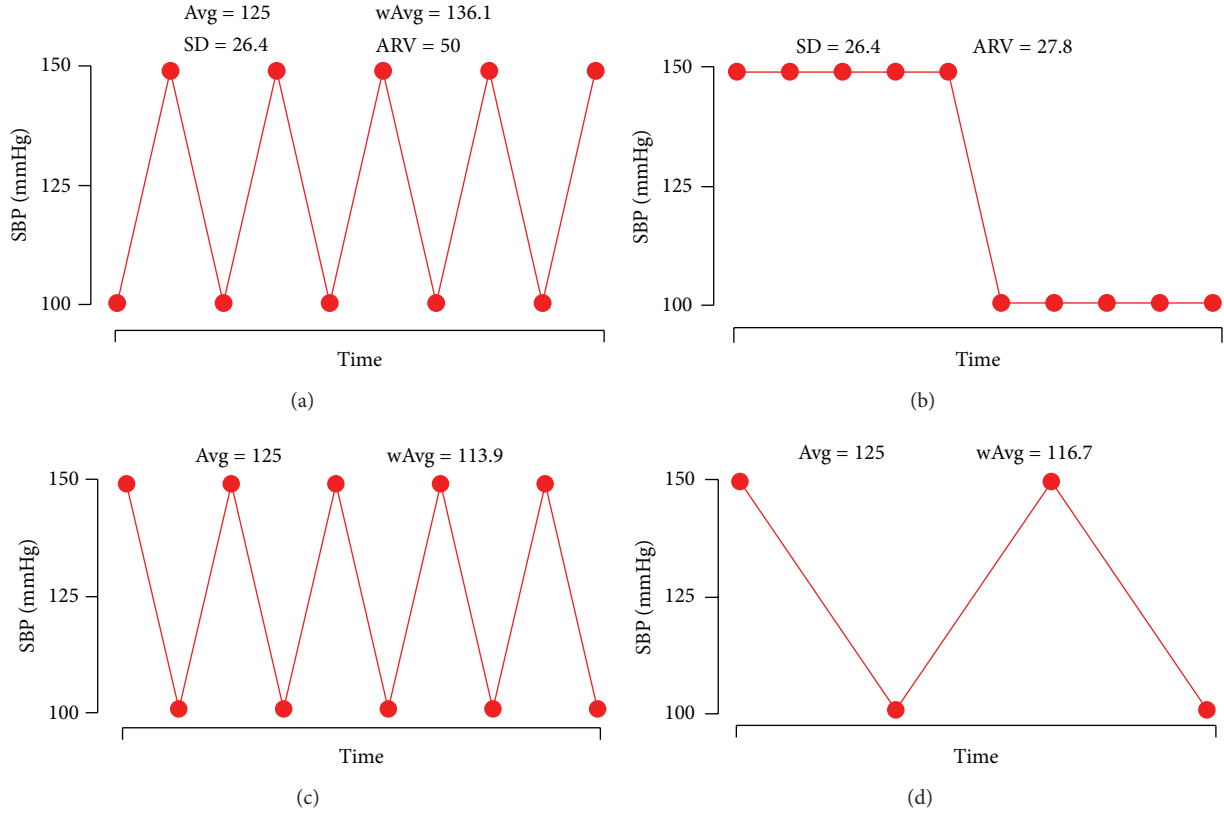 Avg = 125 wAvg = 136.1
SD = 26.4 ARV = 50
150
125
100
SBP (mmHg)
Time
(a)
SD = 26.4 ARV = 27.8
150
125
100
SBP (mmHg)
Time
(b)
Avg = 125 wAvg = 113.9
150
125
100
SBP (mmHg)
Time
(c)
Avg = 125 wAvg = 116.7
150
125
100
SBP (mmHg)
Time
(d)